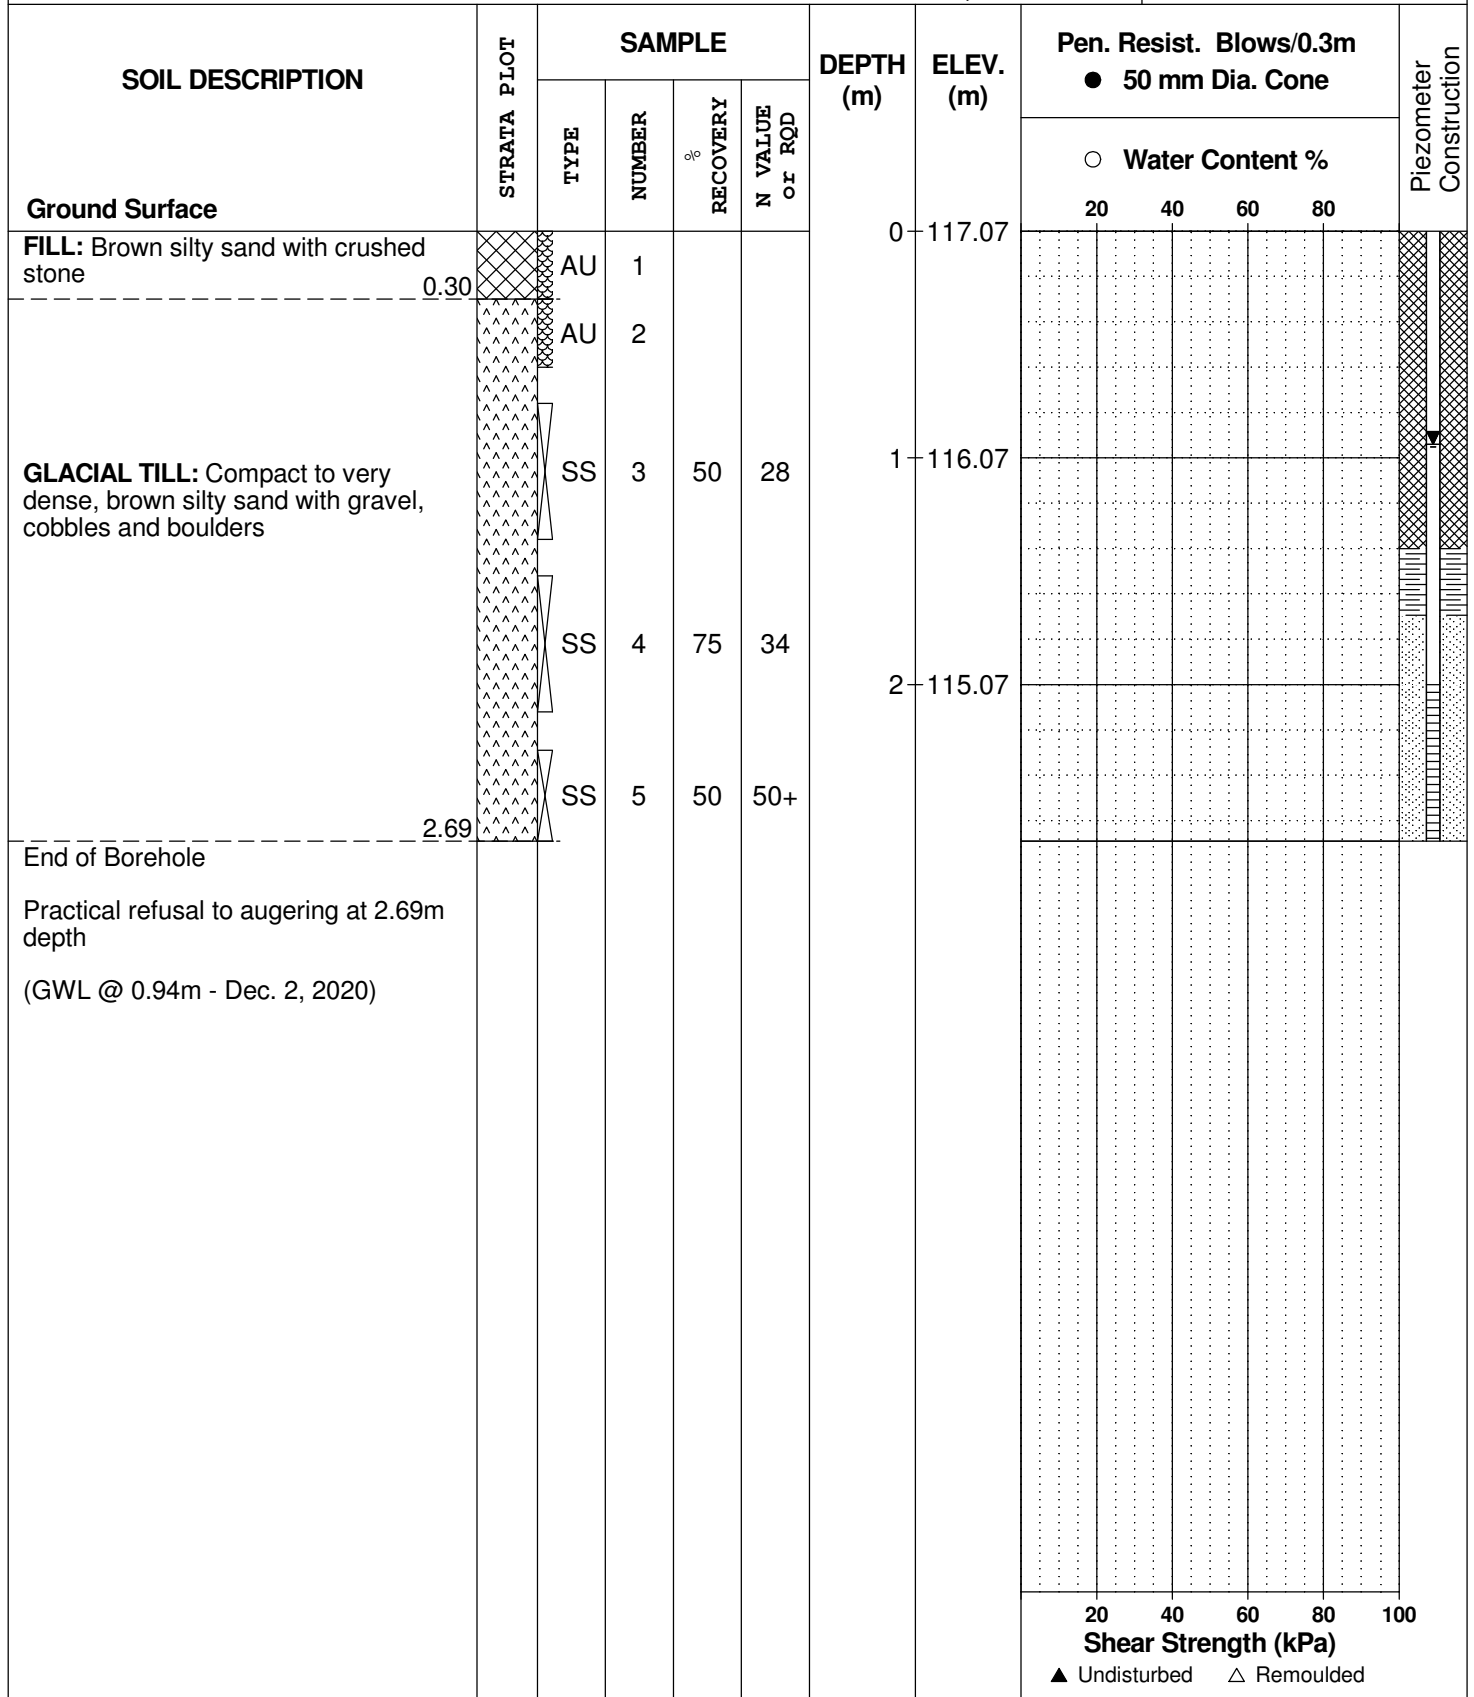 SOIL DESCRIPTION
Ground Surface
STRATA PLOT
SAMPLE
TYPE
NUMBER
%
RECOVERY
N VALUE
or RQD
DEPTH
(m)
ELEV.
(m)
Pen. Resist. Blows/0.3m
● 50 mm Dia. Cone
○ Water Content %
20 40 60 80
Piezometer
Construction
0 117.07
FILL: Brown silty sand with crushed
stone
0.30
AU 1
AU 2
GLACIAL TILL: Compact to very
dense, brown silty sand with gravel,
cobbles and boulders
SS 3 50 28
1 116.07
SS 4 75 34
2 115.07
SS 5 50 50+
2.69
End of Borehole
Practical refusal to augering at 2.69m
depth
(GWL @ 0.94m - Dec. 2, 2020)
20 40 60 80 100
Shear Strength (kPa)
▲ Undisturbed △ Remoulded